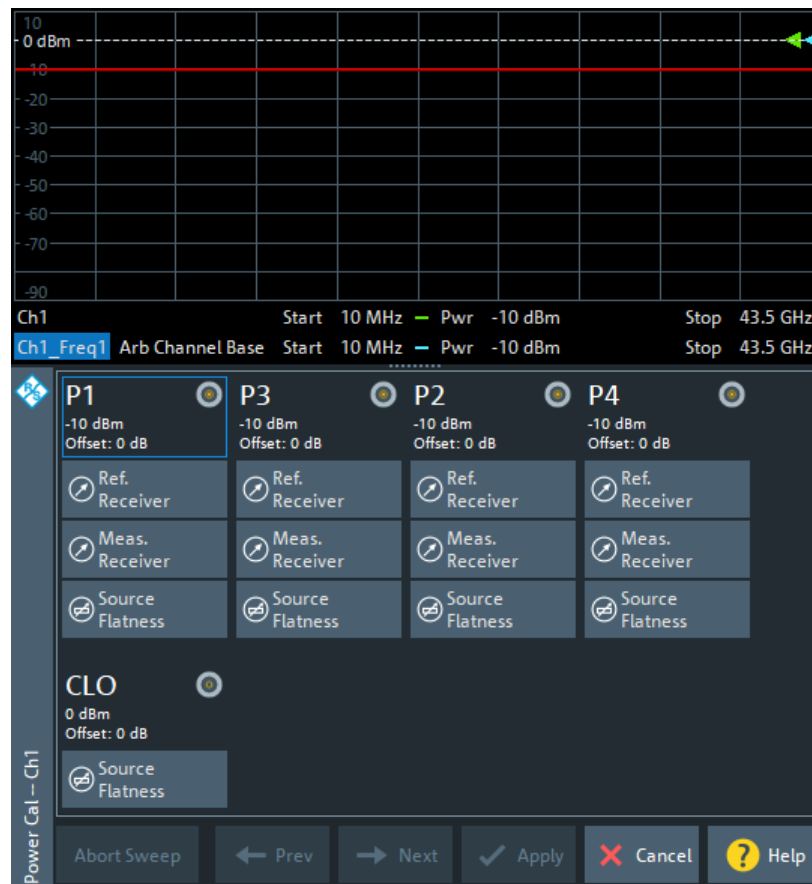 10
0 dBm
-10
-20
-30
-40
-50
-60
-70
-90
Ch1 Start 10 MHz Pwr -10 dBm Stop 43.5 GHz
Ch1_Freq1 Arb Channel Base Start 10 MHz Pwr -10 dBm Stop 43.5 GHz
R&S
P1 P3 P2 P4
-10 dBm -10 dBm -10 dBm -10 dBm
Offset: 0 dB Offset: 0 dB Offset: 0 dB Offset: 0 dB
Ref. Ref. Ref. Ref.
Receiver Receiver Receiver Receiver
Meas. Meas. Meas. Meas.
Receiver Receiver Receiver Receiver
Source Source Source Source
Flatness Flatness Flatness Flatness
CLO
0 dBm
Offset: 0 dB
Source
Flatness
Power Cal – Ch1
Abort Sweep Prev Next Apply Cancel ? Help